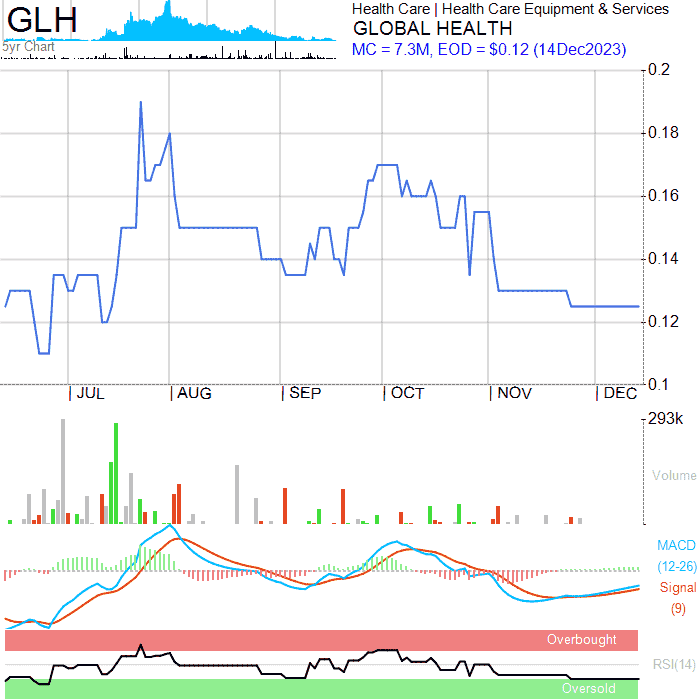 GLH
5yr Chart
Health Care | Health Care Equipment & Services
GLOBAL HEALTH
MC = 7.3M, EOD = $0.12 (14Dec2023)
0.2
0.18
0.16
0.14
0.12
0.1
JUL AUG SEP OCT NOV DEC
293k
Volume
MACD
(12-26)
Signal
(9)
Overbought
RSI(14)
Oversold